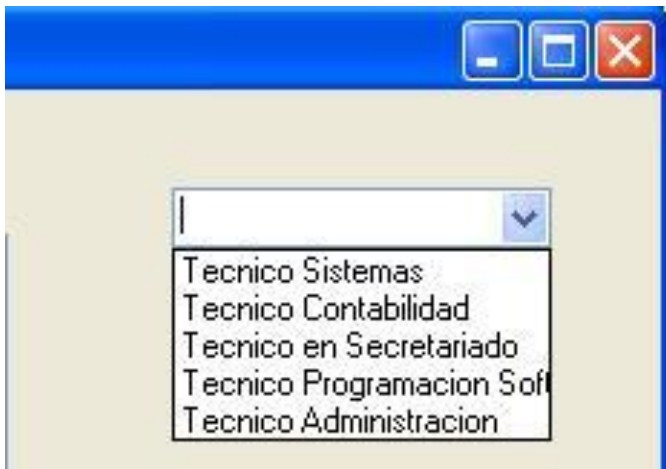 Tecnico Sistemas
Tecnico Contabilidad
Tecnico en Secretariado
Tecnico Programacion Sof
Tecnico Administracion